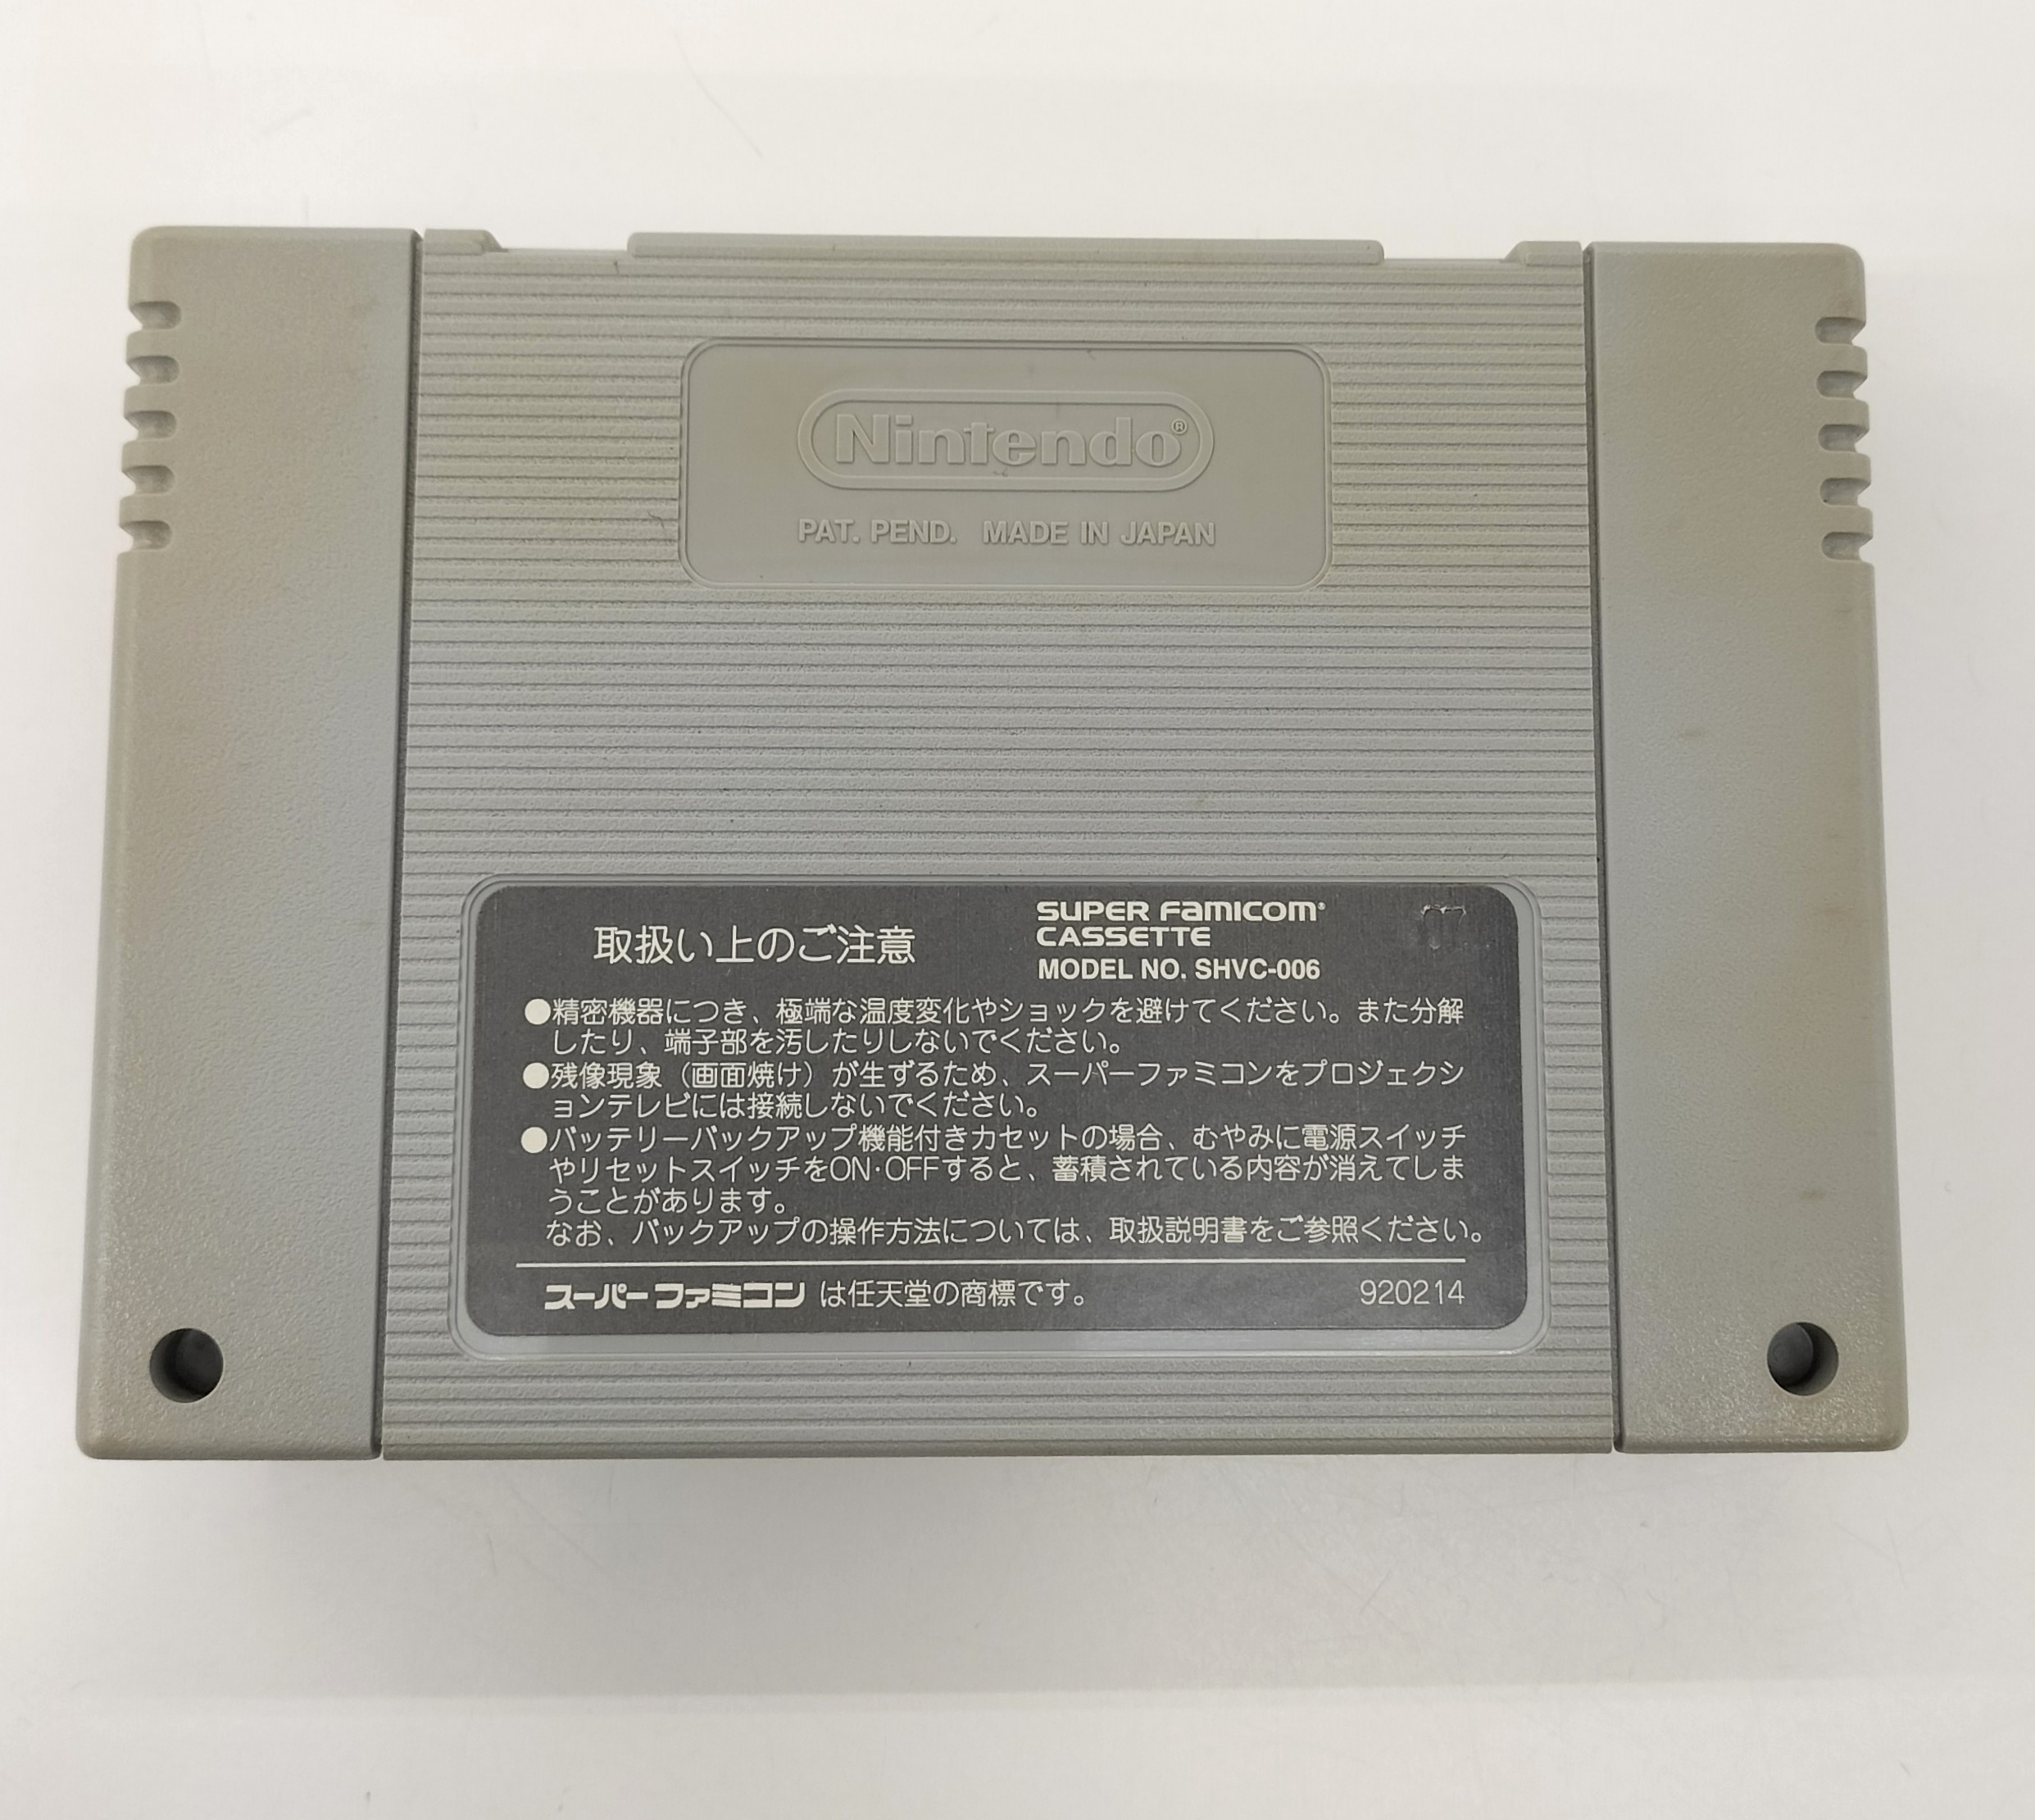 Nintendo®
PAT. PEND. MADE IN JAPAN
取扱い上のご注意
SUPER FAMICOM®
CASSETTE
MODEL NO. SHVC-006
●精密機器につき、極端な温度変化やショックを避けてください。また分解
したり、端子部を汚したりしないでください。
●残像現象（画面焼け）が生ずるため、スーパーファミコンをプロジェクシ
ョンテレビには接続しないでください。
●バッテリーバックアップ機能付きカセットの場合、むやみに電源スイッチ
やリセットスイッチをON･OFFすると、蓄積されている内容が消えてしま
うことがあります。
なお、バックアップの操作方法については、取扱説明書をご参照ください。
スーパーファミコン は任天堂の商標です。
920214